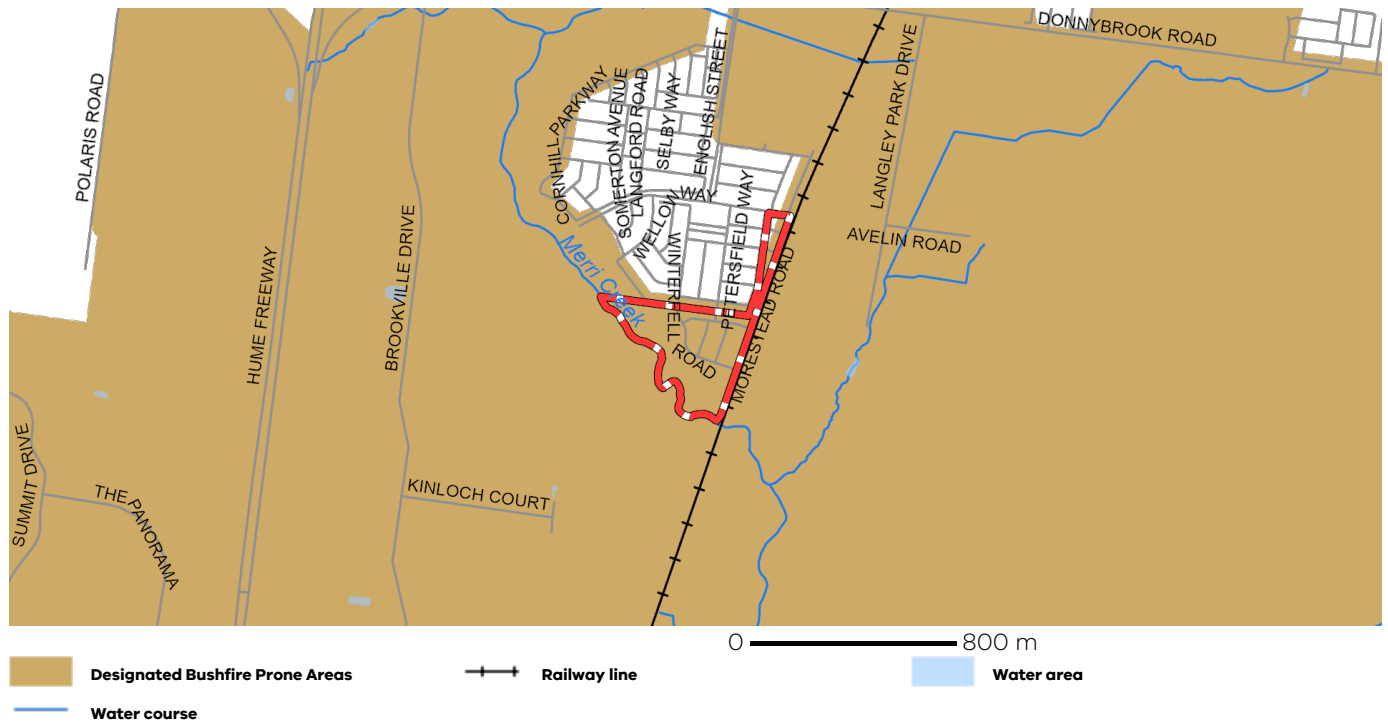 DONNYBROOK ROAD
POLARIS ROAD
CORNHILL PARKWAY
SOMERTON AVENUE
LANGFORD ROAD
SELBY WAY
ENGLISH STREET
LANGLEY PARK DRIVE
WELLOW WAY
WINTERFELL ROAD
PETERSFIELD WAY
AVELIN ROAD
Merri Creek
MORESTEAD ROAD
HUME FREEWAY
BROOKVILLE DRIVE
SUMMIT DRIVE
THE PANORAMA
KINLOCH COURT
0 800 m
Designated Bushfire Prone Areas
Railway line
Water area
Water course